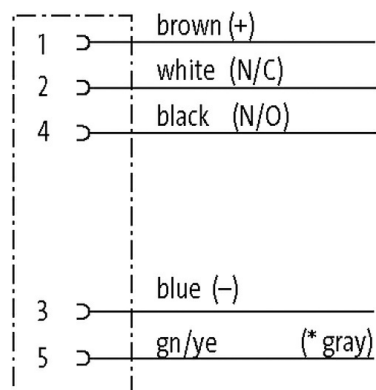 1 brown (+)
2 white (N/C)
4 black (N/O)
3 blue (–)
5 gn/ye (* gray)